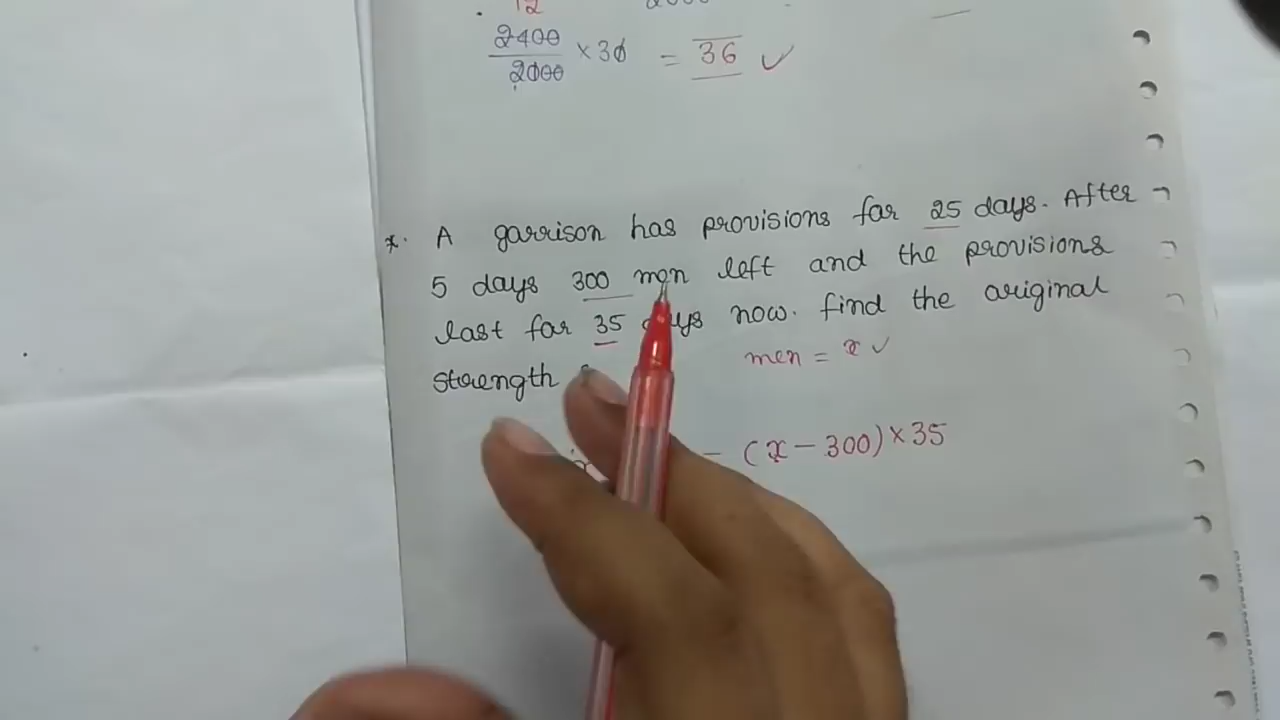 12
2400
2000 × 30 = 36 ✓
*. A garrison has provisions for 25 days. After
5 days 300 men left and the provisions
last for 35 days now. find the original
strength
men = x ✓
x = (x - 300) × 35